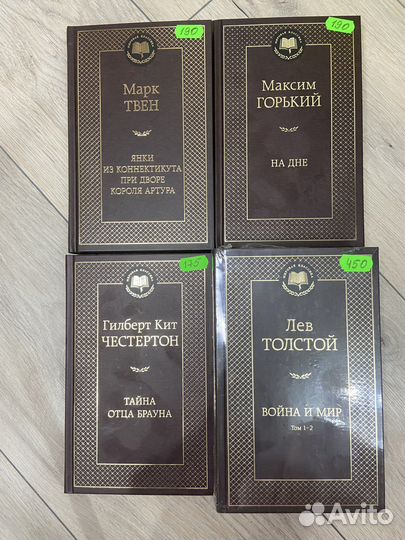 190
Марк
ТВЕН
ЯНКИ
ИЗ КОННЕКТИКУТА
ПРИ ДВОРЕ
КОРОЛЯ АРТУРА
190
Максим
ГОРЬКИЙ
НА ДНЕ
175
Гилберт Кит
ЧЕСТЕРТОН
ТАЙНА
ОТЦА БРАУНА
450
Лев
ТОЛСТОЙ
ВОЙНА И МИР
Том 1–2
Avito